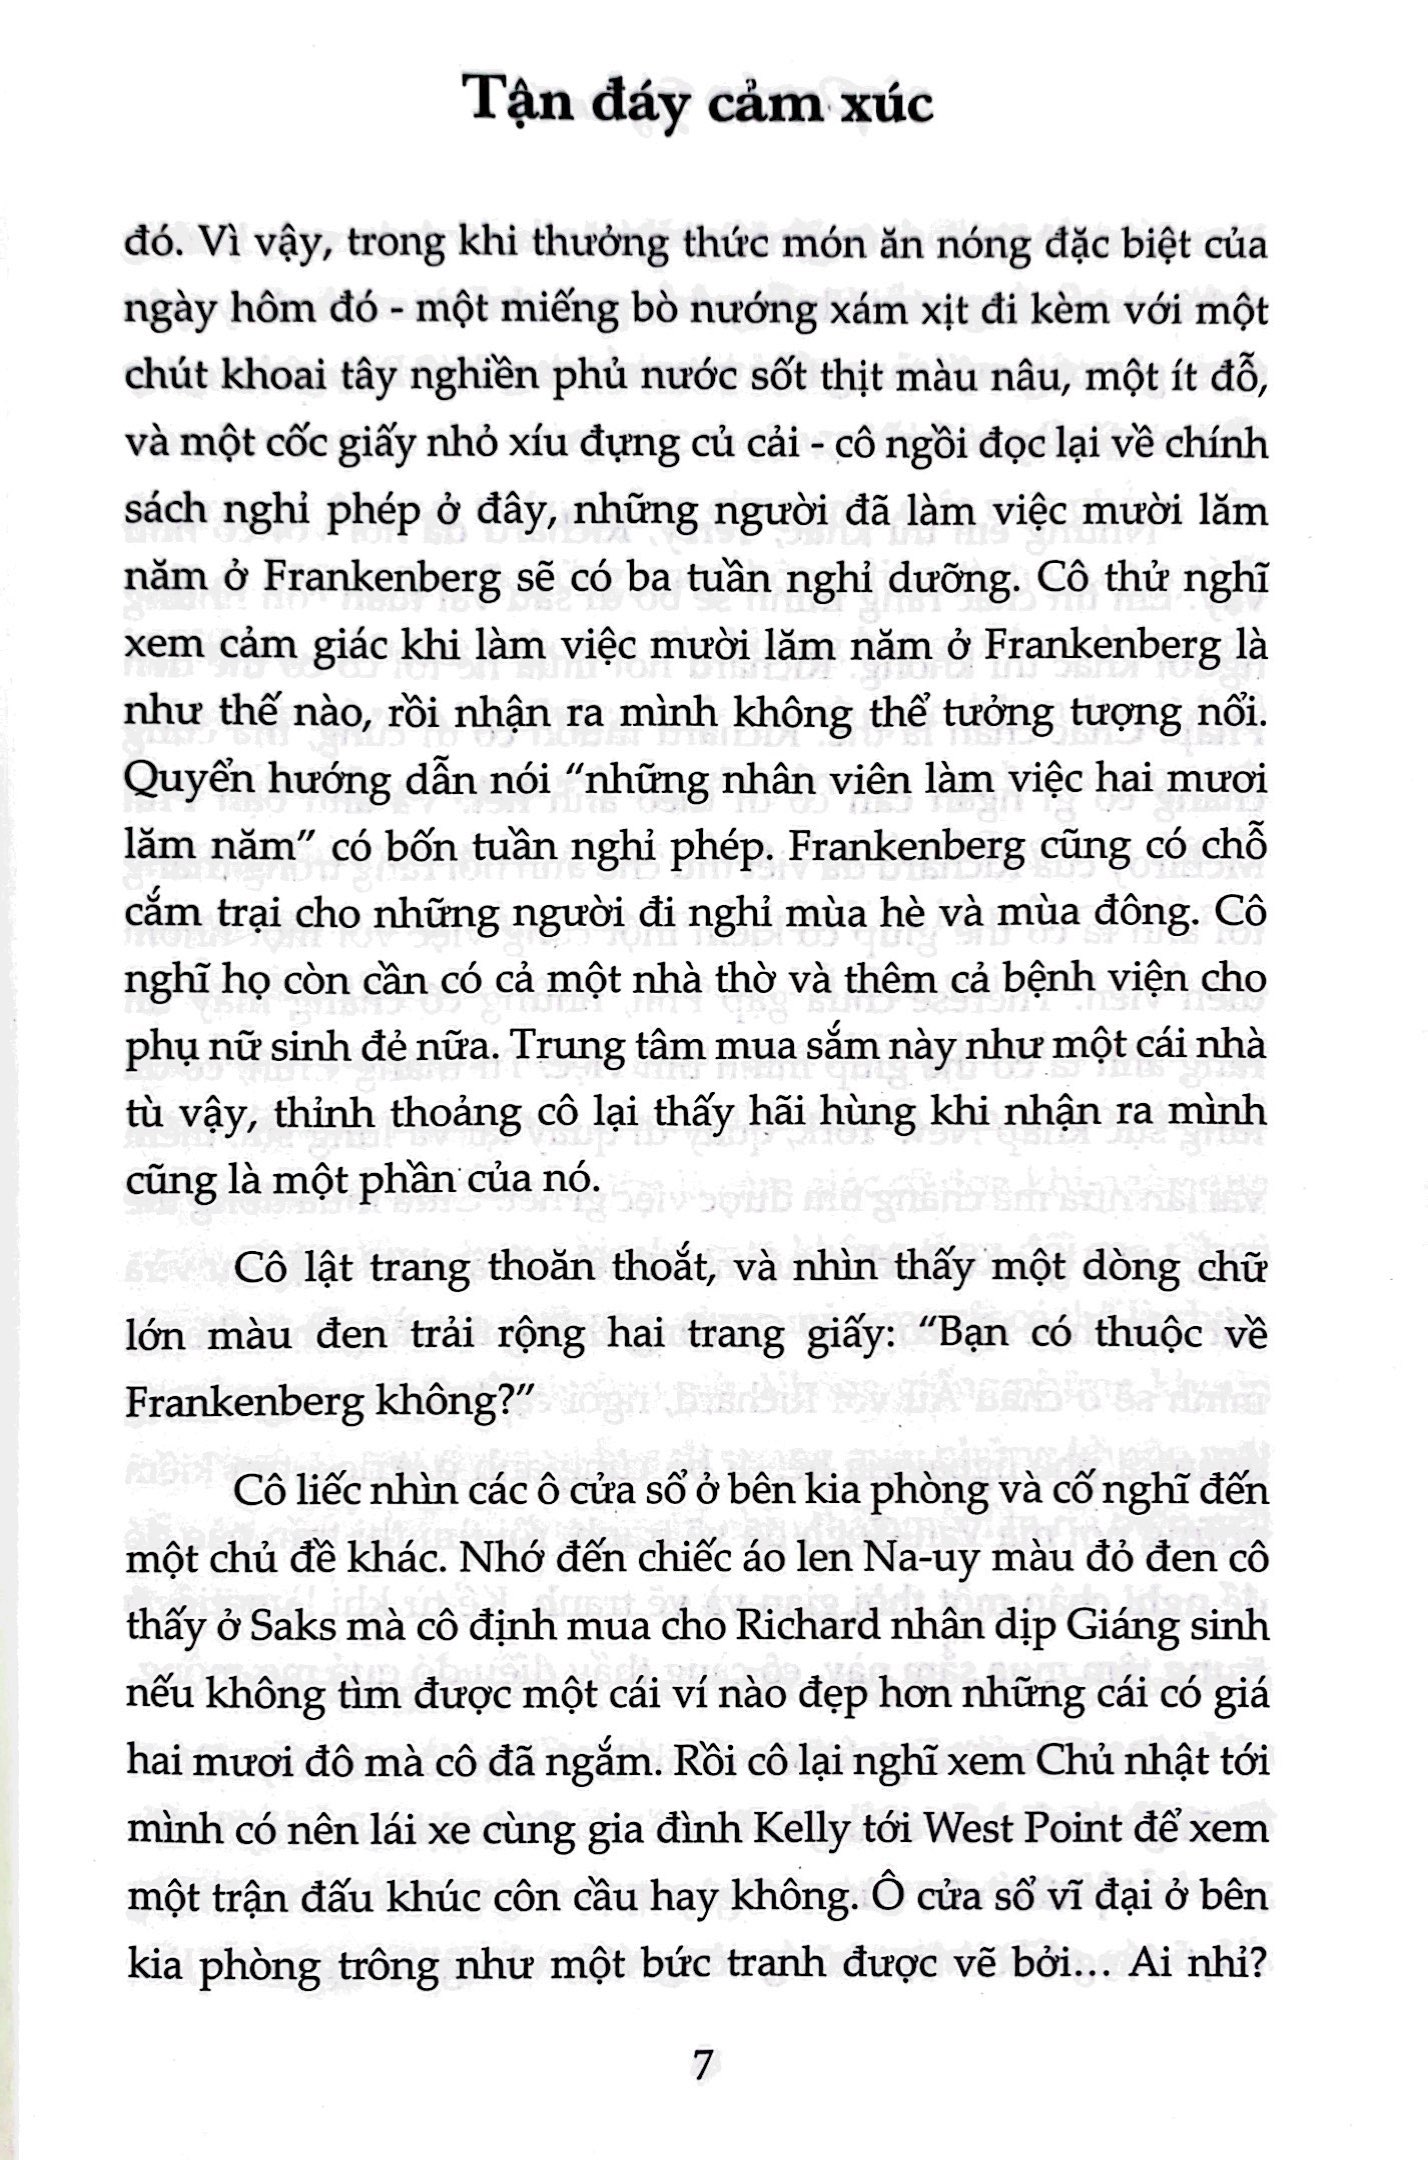 Tận đáy cảm xúc
đó. Vì vậy, trong khi thưởng thức món ăn nóng đặc biệt của
ngày hôm đó - một miếng bò nướng xám xịt đi kèm với một
chút khoai tây nghiền phủ nước sốt thịt màu nâu, một ít đỗ,
và một cốc giấy nhỏ xíu đựng củ cải - cô ngồi đọc lại về chính
sách nghỉ phép ở đây, những người đã làm việc mười lăm
năm ở Frankenberg sẽ có ba tuần nghỉ dưỡng. Cô thử nghĩ
xem cảm giác khi làm việc mười lăm năm ở Frankenberg là
như thế nào, rồi nhận ra mình không thể tưởng tượng nổi.
Quyển hướng dẫn nói “những nhân viên làm việc hai mươi
lăm năm” có bốn tuần nghỉ phép. Frankenberg cũng có chỗ
cắm trại cho những người đi nghỉ mùa hè và mùa đông. Cô
nghĩ họ còn cần có cả một nhà thờ và thêm cả bệnh viện cho
phụ nữ sinh đẻ nữa. Trung tâm mua sắm này như một cái nhà
tù vậy, thỉnh thoảng cô lại thấy hãi hùng khi nhận ra mình
cũng là một phần của nó.
Cô lật trang thoăn thoắt, và nhìn thấy một dòng chữ
lớn màu đen trải rộng hai trang giấy: “Bạn có thuộc về
Frankenberg không?”
Cô liếc nhìn các ô cửa sổ ở bên kia phòng và cố nghĩ đến
một chủ đề khác. Nhớ đến chiếc áo len Na-uy màu đỏ đen cô
thấy ở Saks mà cô định mua cho Richard nhân dịp Giáng sinh
nếu không tìm được một cái ví nào đẹp hơn những cái có giá
hai mươi đô mà cô đã ngắm. Rồi cô lại nghĩ xem Chủ nhật tới
mình có nên lái xe cùng gia đình Kelly tới West Point để xem
một trận đấu khúc côn cầu hay không. Ô cửa sổ vĩ đại ở bên
kia phòng trông như một bức tranh được vẽ bởi... Ai nhỉ?
7